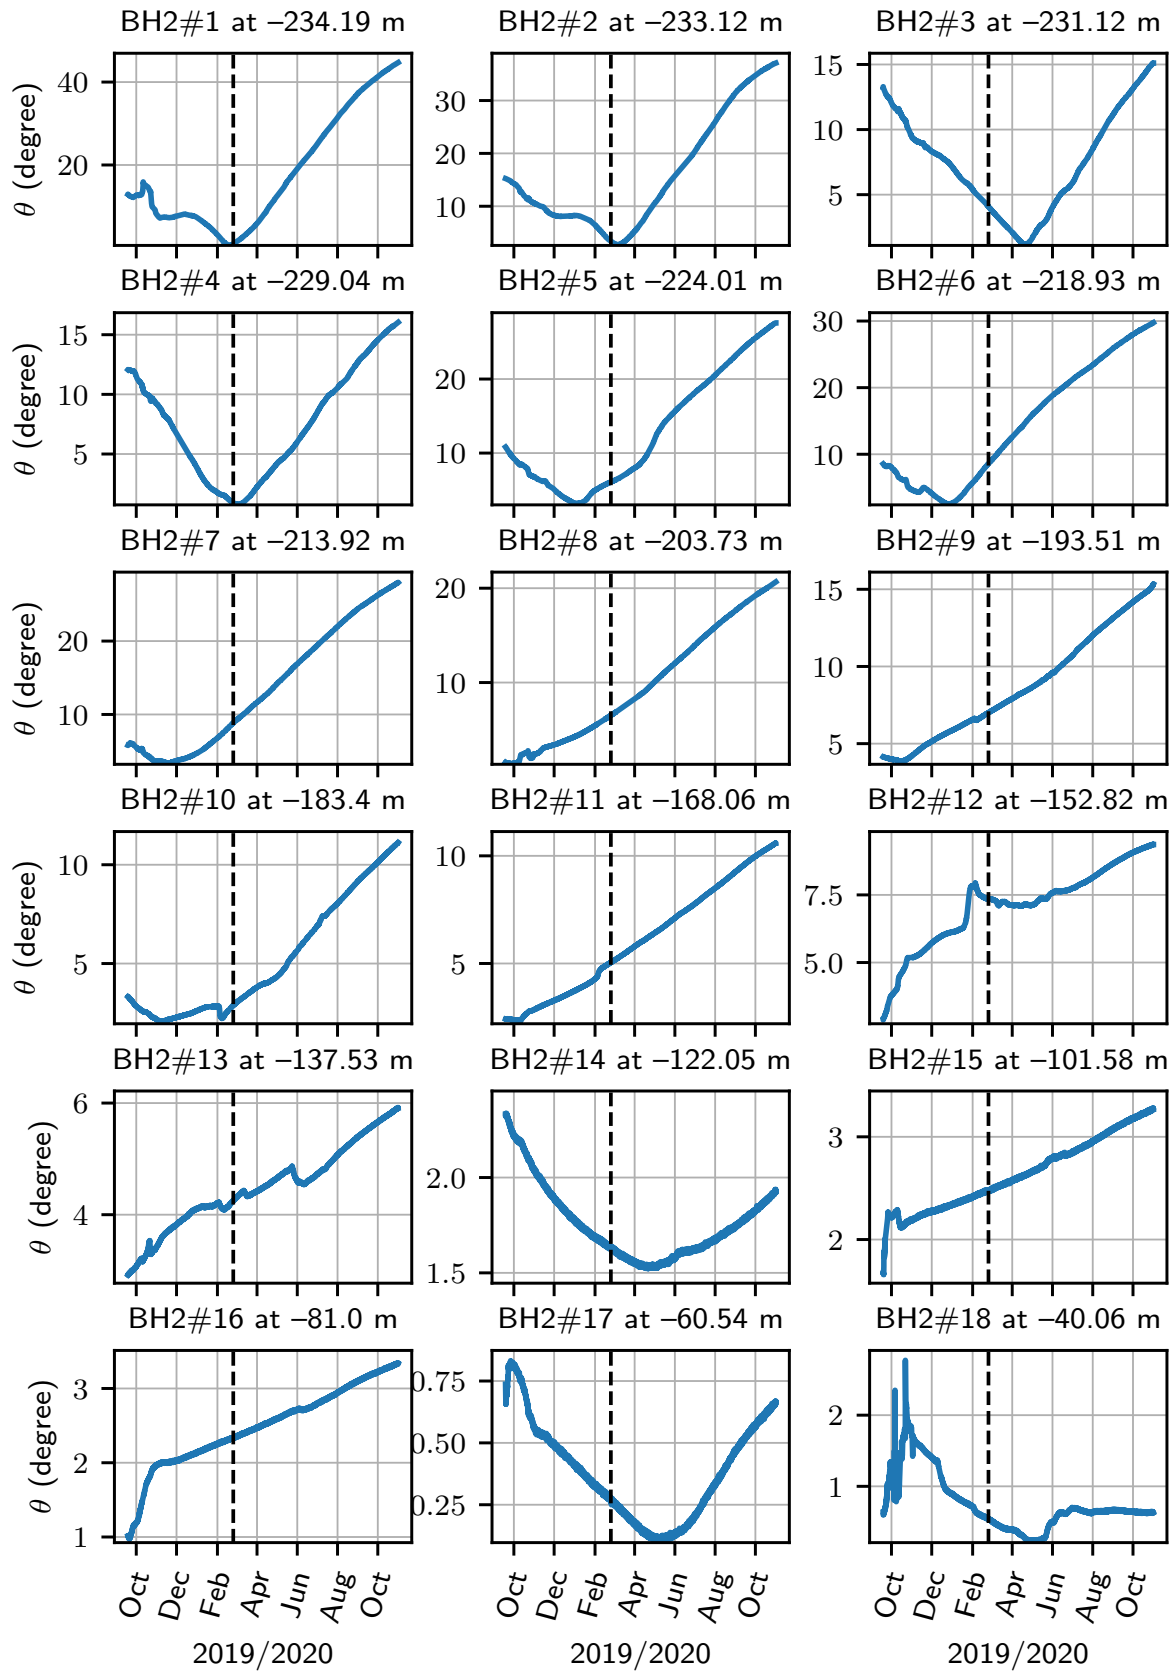 BH2#1 at –234.19 m
BH2#2 at –233.12 m
BH2#3 at –231.12 m
θ (degree)
40
20
30
20
10
15
10
5
BH2#4 at –229.04 m
BH2#5 at –224.01 m
BH2#6 at –218.93 m
θ (degree)
15
10
5
20
10
30
20
10
BH2#7 at –213.92 m
BH2#8 at –203.73 m
BH2#9 at –193.51 m
θ (degree)
20
10
20
10
15
10
5
BH2#10 at –183.4 m
BH2#11 at –168.06 m
BH2#12 at –152.82 m
θ (degree)
10
5
10
5
7.5
5.0
BH2#13 at –137.53 m
BH2#14 at –122.05 m
BH2#15 at –101.58 m
θ (degree)
6
4
2.0
1.5
3
2
BH2#16 at –81.0 m
BH2#17 at –60.54 m
BH2#18 at –40.06 m
θ (degree)
3
2
1
0.75
0.50
0.25
2
1
Oct Dec Feb Apr Jun Aug Oct
Oct Dec Feb Apr Jun Aug Oct
Oct Dec Feb Apr Jun Aug Oct
2019/2020
2019/2020
2019/2020